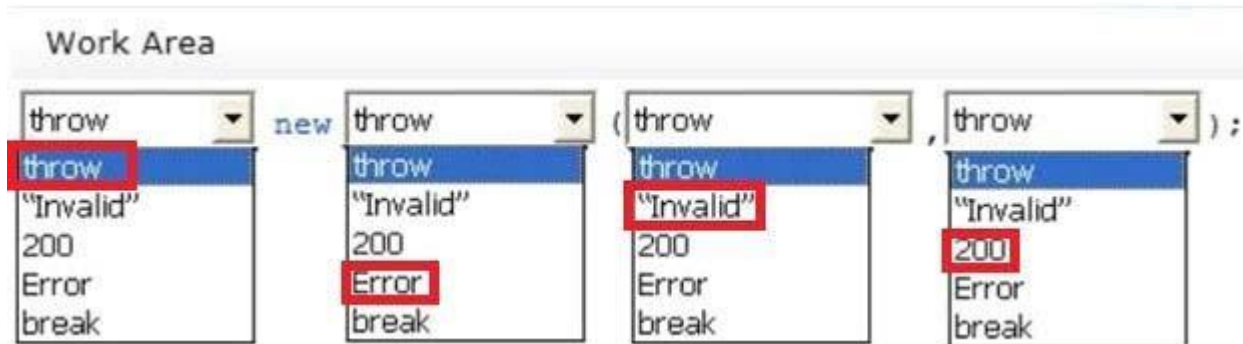 Work Area
throw new throw ( throw , throw );
throw throw throw throw
“Invalid” “Invalid” “Invalid” “Invalid”
200 200 200 200
Error Error Error Error
break break break break